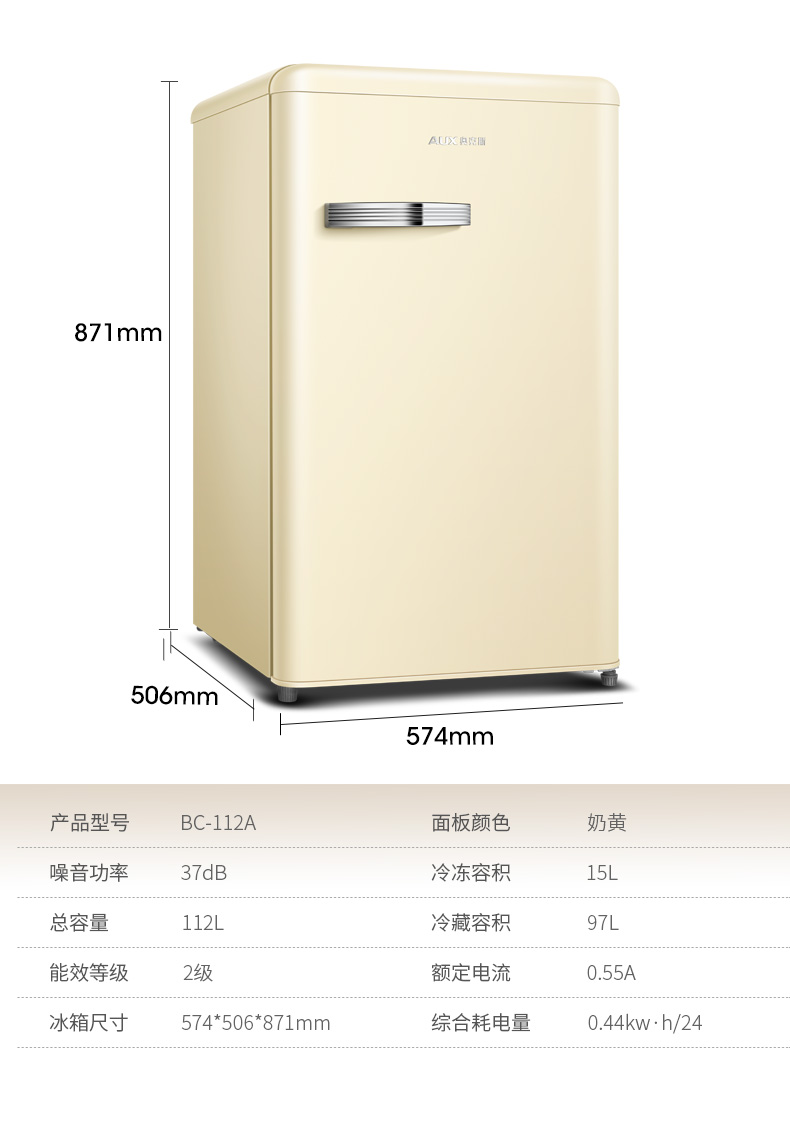 AUX 奥克斯
871mm
506mm
574mm
产品型号 BC-112A 面板颜色 奶黄
噪音功率 37dB 冷冻容积 15L
总容量 112L 冷藏容积 97L
能效等级 2级 额定电流 0.55A
冰箱尺寸 574*506*871mm 综合耗电量 0.44kw·h/24